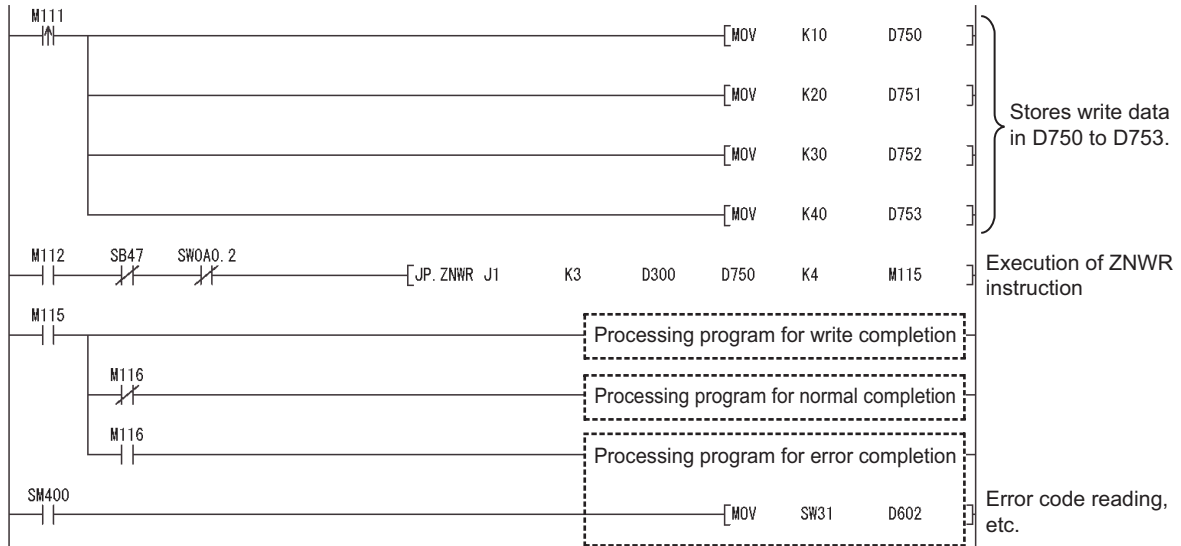 M111
[MOV K10 D750 ]
[MOV K20 D751 ]
Stores write data
in D750 to D753.
[MOV K30 D752 ]
[MOV K40 D753 ]
M112 SB47 SW0A0.2
[JP.ZNWR J1 K3 D300 D750 K4 M115 ]
Execution of ZNWR
instruction
M115
Processing program for write completion
M116
Processing program for normal completion
M116
Processing program for error completion
SM400
[MOV SW31 D602 ]
Error code reading,
etc.